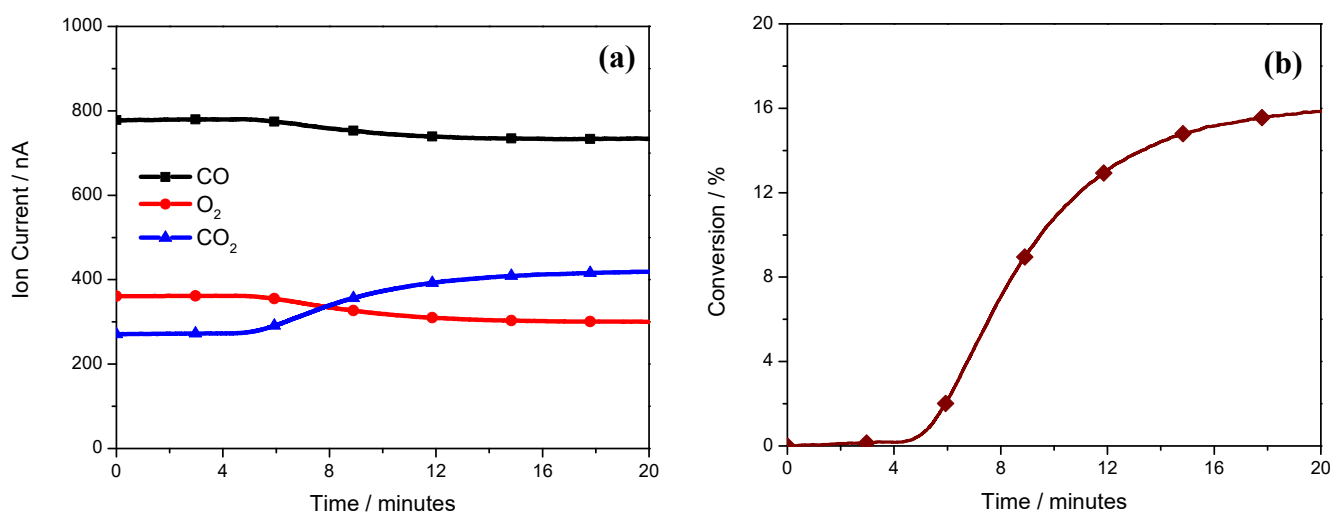 (a)
Ion Current / nA
1000
800
600
400
200
0
CO
O₂
CO₂
0 4 8 12 16 20
Time / minutes
(b)
Conversion / %
20
16
12
8
4
0
0 4 8 12 16 20
Time / minutes